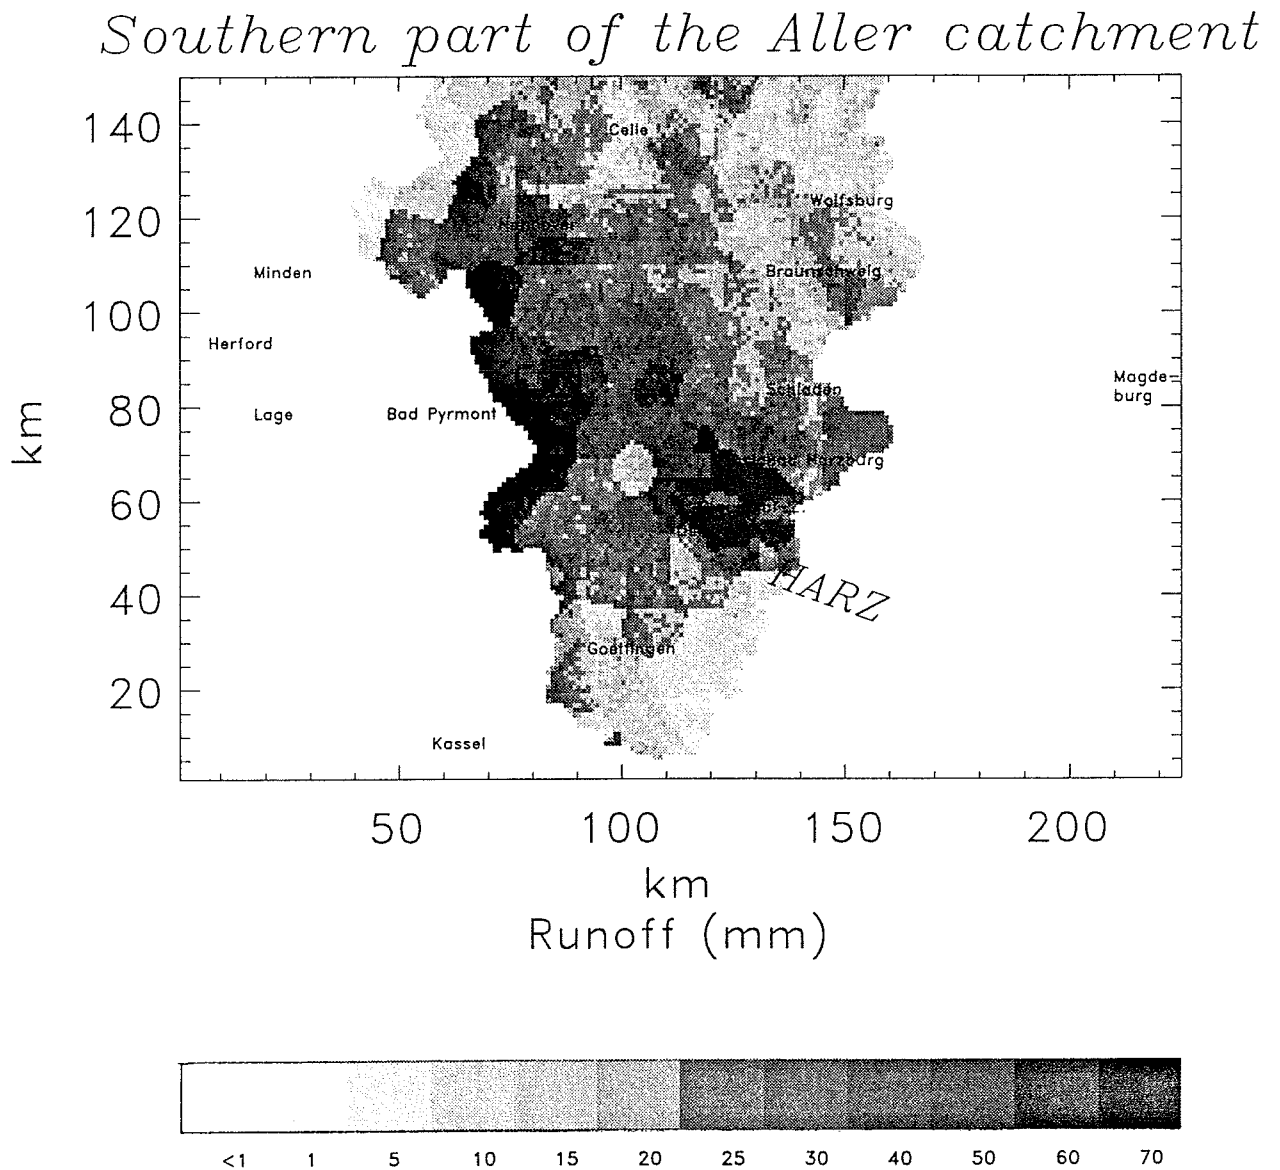 Southern part of the Aller catchment
140
Celle
120
Wolfsburg
Hannover
Minden
Braunschweig
100
Herford
Magde-
burg
Schladen
80
Lage
Bad Pyrmont
km
Harzburg
60
HARZ
40
Goettingen
20
Kassel
50 100 150 200
km
Runoff (mm)
<1 1 5 10 15 20 25 30 40 50 60 70